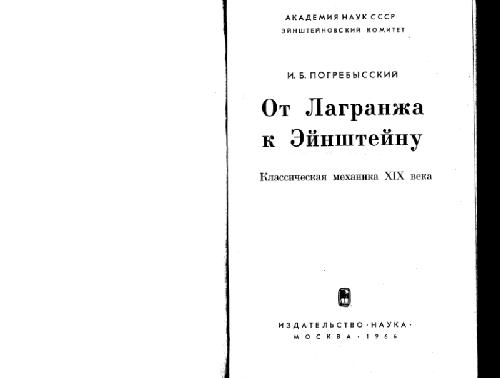 АКАДЕМИЯ НАУК СССР
ЭЙНШТЕЙНОВСКИЙ КОМИТЕТ
И. Б. ПОГРЕБЫССКИЙ
От Лагранжа
к Эйнштейну
Классическая механика XIX века
ИЗДАТЕЛЬСТВО · НАУКА ·
МОСКВА · 1966